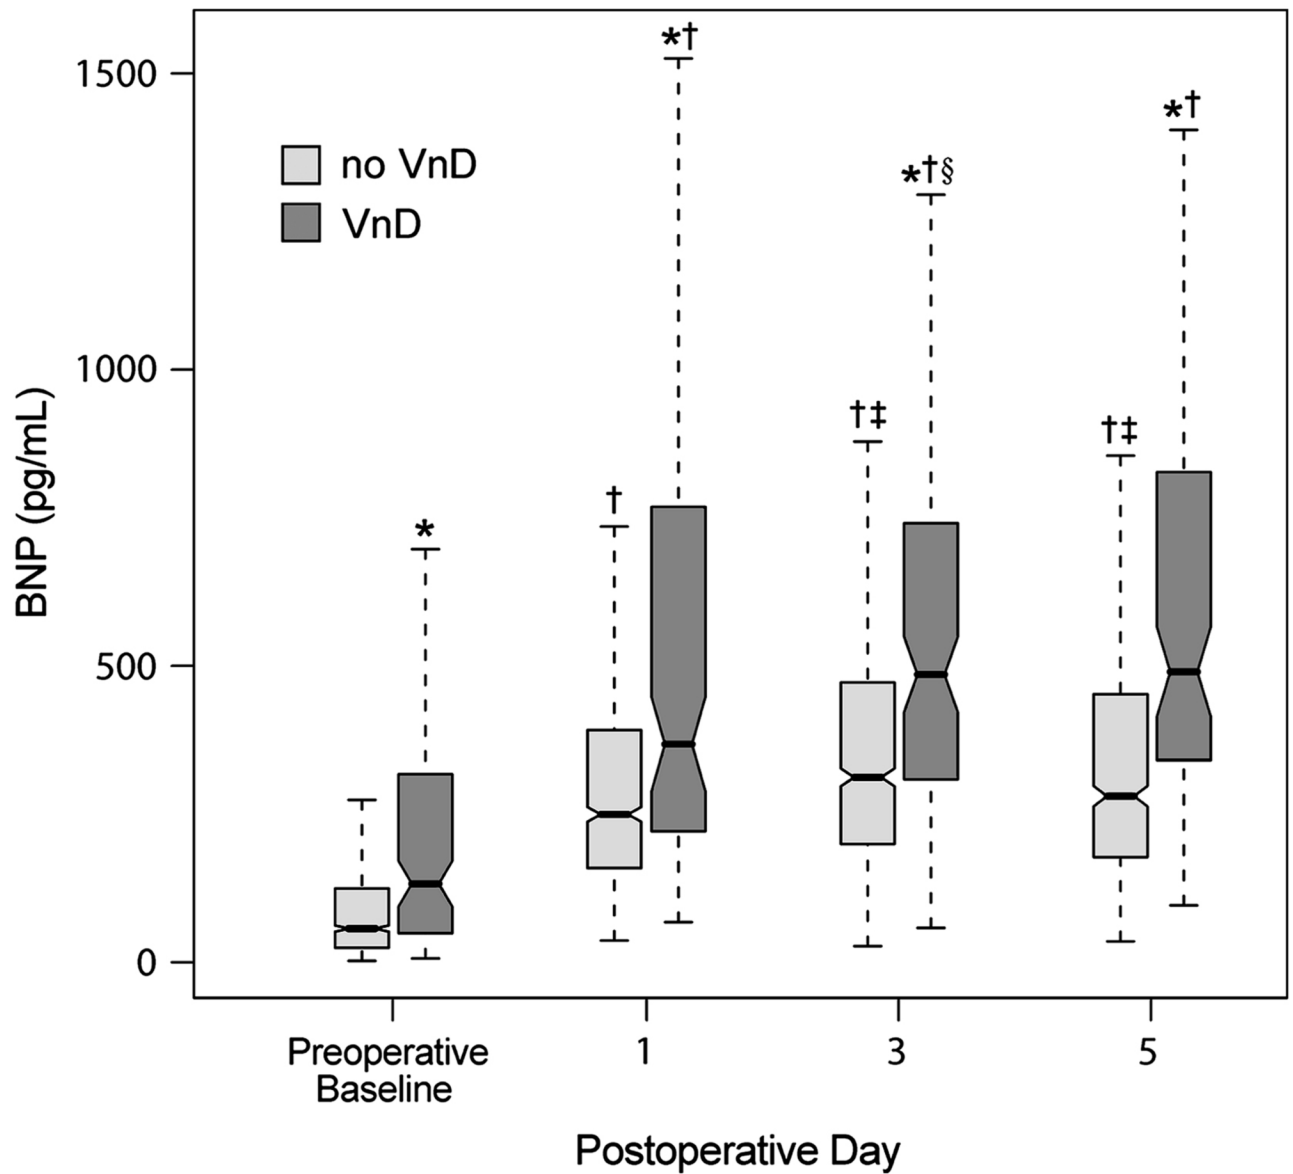 *†
1500
*†
no VnD
*†§
VnD
1000
†‡
†‡
†
*
500
0
BNP (pg/mL)
Preoperative
Baseline
1
3
5
Postoperative Day